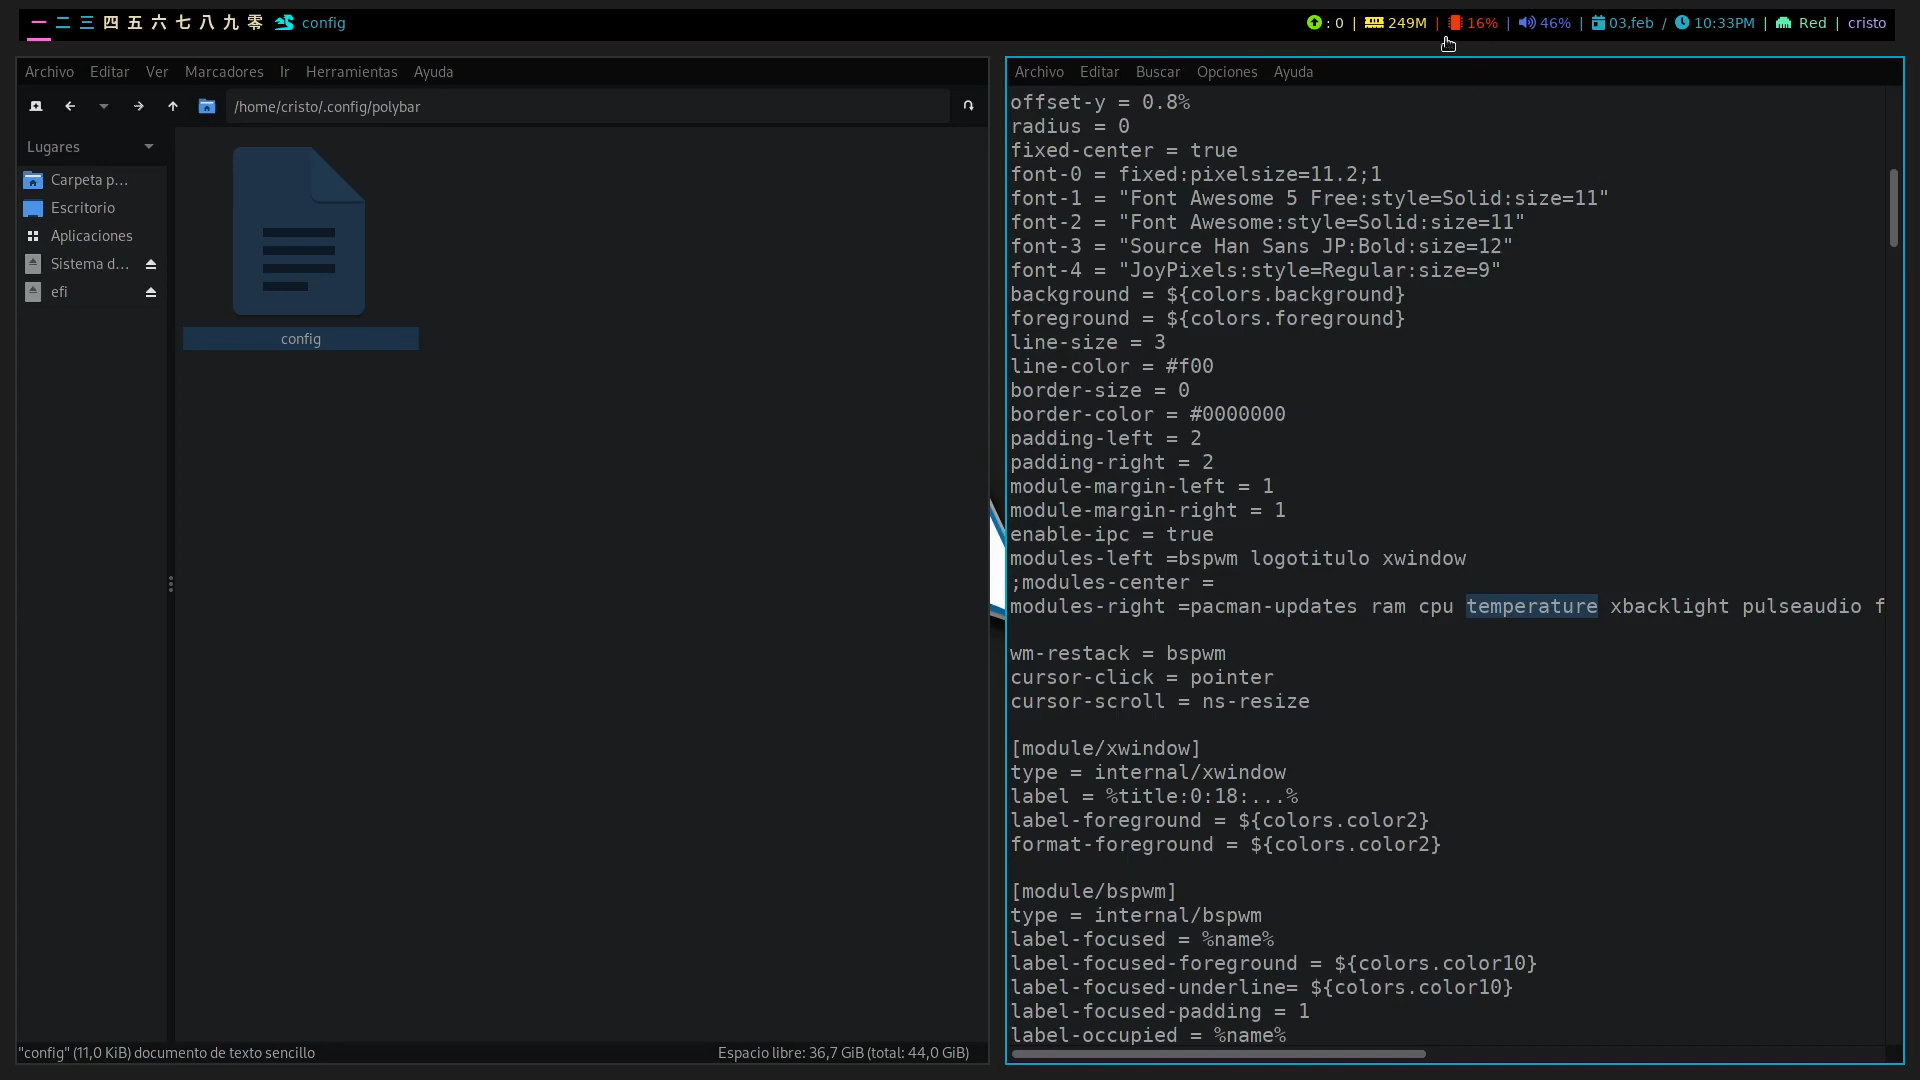 一 二 三 四 五 六 七 八 九 零 config
: 0 | 249M | 16% | 46% | 03,feb / 10:33PM | Red | cristo
Archivo Editar Ver Marcadores Ir Herramientas Ayuda
/home/cristo/.config/polybar
Lugares
Carpeta p...
Escritorio
Aplicaciones
Sistema d...
efi
config
"config" (11,0 KiB) documento de texto sencillo
Espacio libre: 36,7 GiB (total: 44,0 GiB)
Archivo Editar Buscar Opciones Ayuda
offset-y = 0.8%
radius = 0
fixed-center = true
font-0 = fixed:pixelsize=11.2;1
font-1 = "Font Awesome 5 Free:style=Solid:size=11"
font-2 = "Font Awesome:style=Solid:size=11"
font-3 = "Source Han Sans JP:Bold:size=12"
font-4 = "JoyPixels:style=Regular:size=9"
background = ${colors.background}
foreground = ${colors.foreground}
line-size = 3
line-color = #f00
border-size = 0
border-color = #0000000
padding-left = 2
padding-right = 2
module-margin-left = 1
module-margin-right = 1
enable-ipc = true
modules-left =bspwm logotitulo xwindow
;modules-center =
modules-right =pacman-updates ram cpu temperature xbacklight pulseaudio f
wm-restack = bspwm
cursor-click = pointer
cursor-scroll = ns-resize
[module/xwindow]
type = internal/xwindow
label = %title:0:18:...%
label-foreground = ${colors.color2}
format-foreground = ${colors.color2}
[module/bspwm]
type = internal/bspwm
label-focused = %name%
label-focused-foreground = ${colors.color10}
label-focused-underline= ${colors.color10}
label-focused-padding = 1
label-occupied = %name%